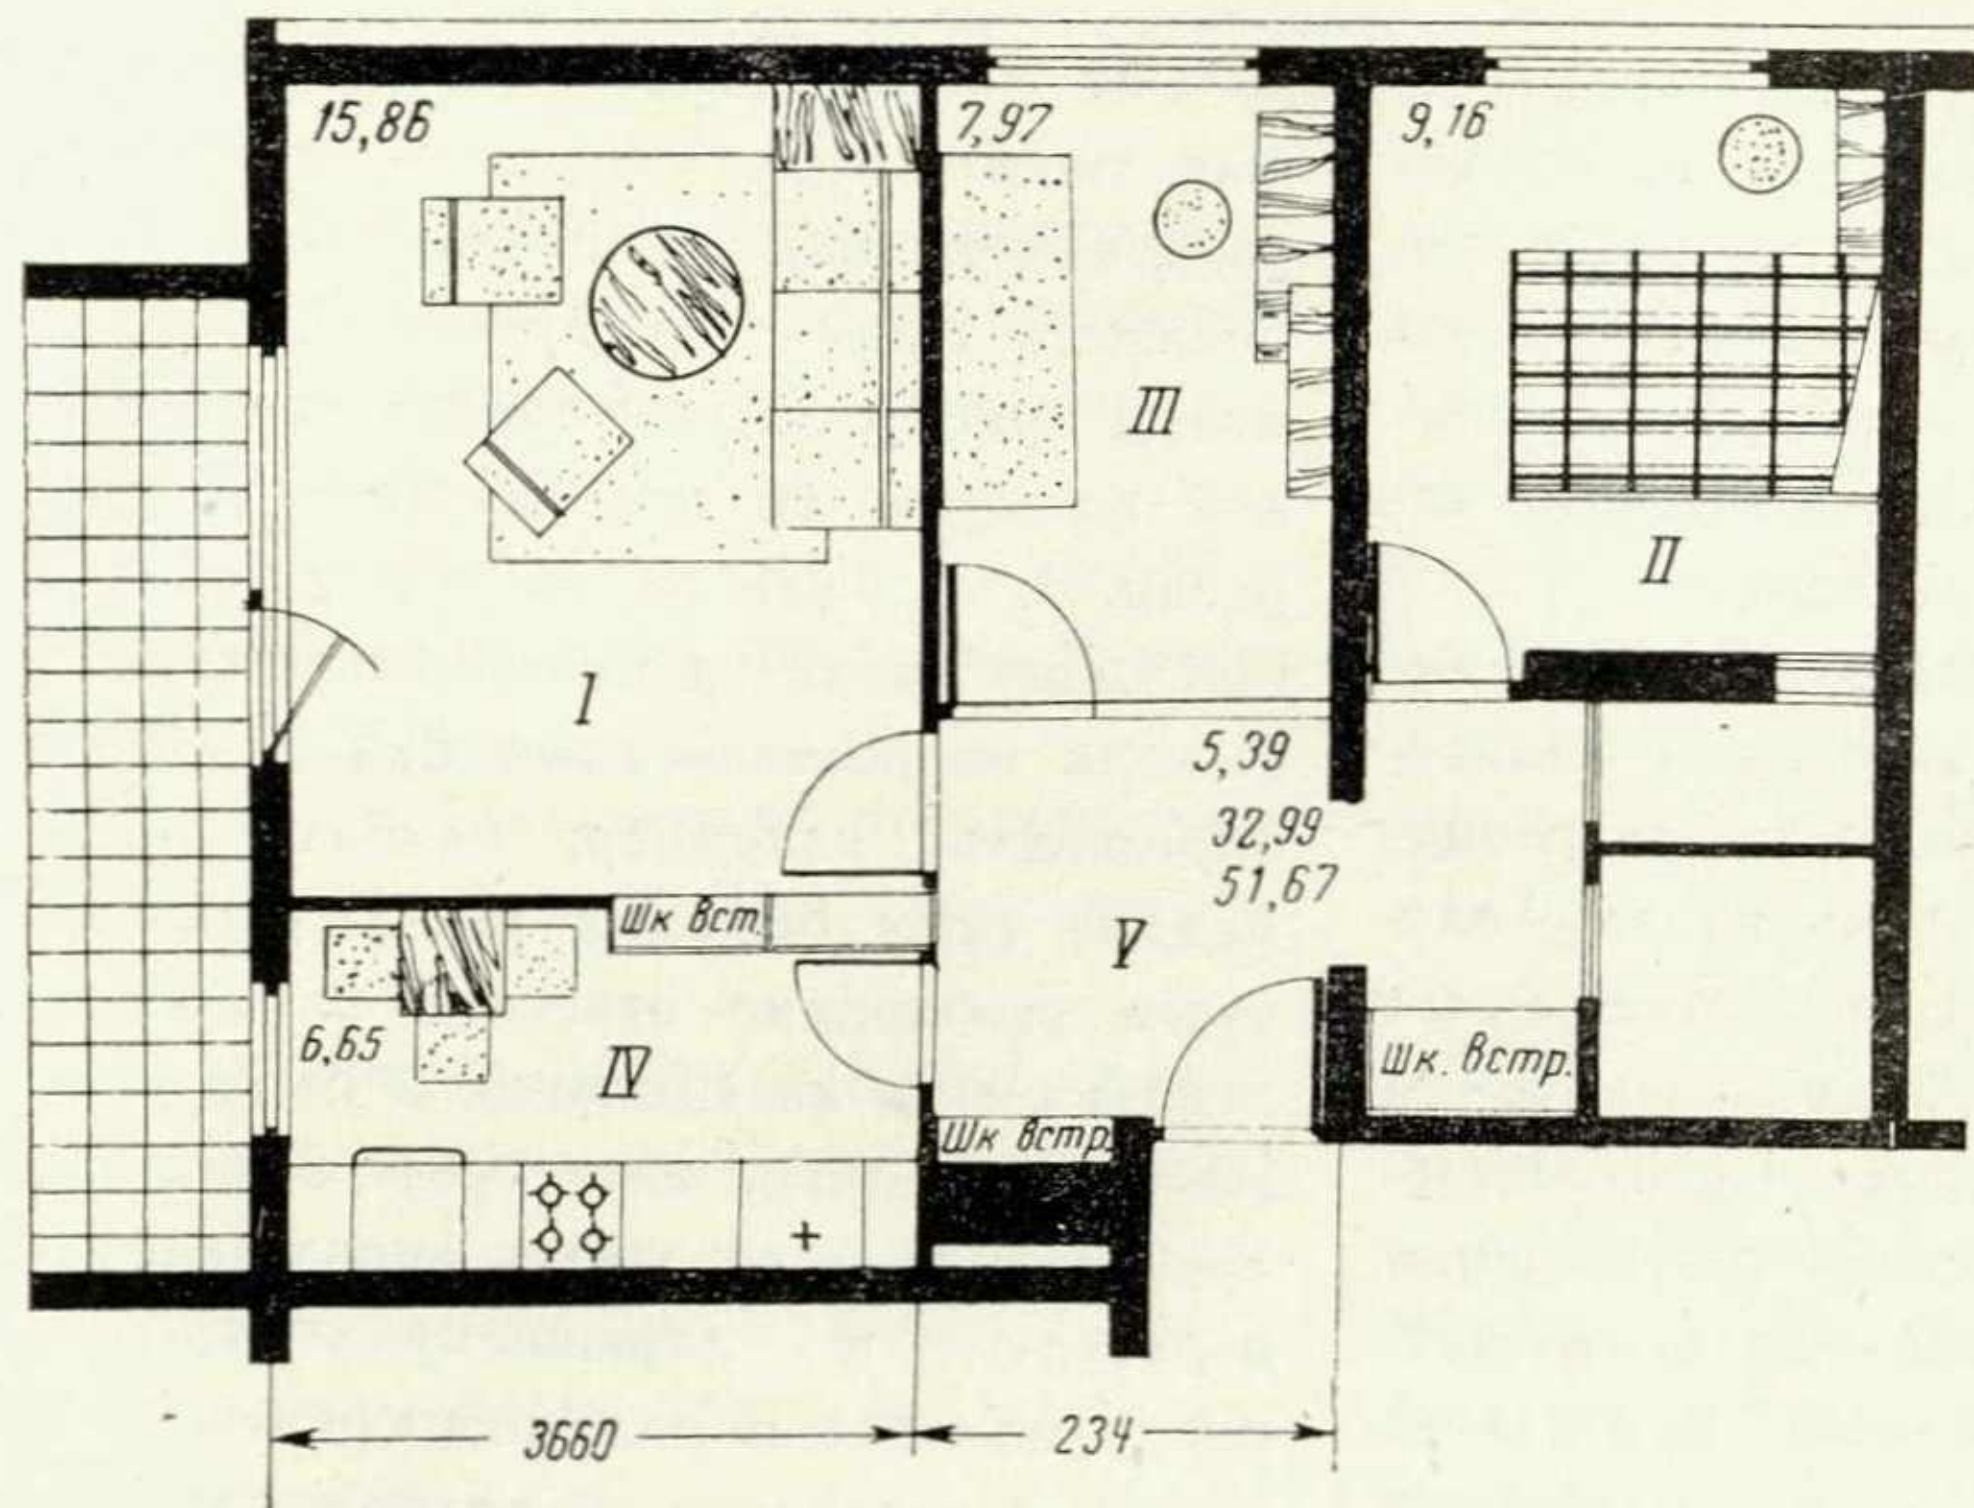 15,86
7,97
9,16
III
II
I
5,39
32,99
51,67
Шк Вст.
V
6,65
IV
Шк. Встр.
Шк Встр.
3660
234